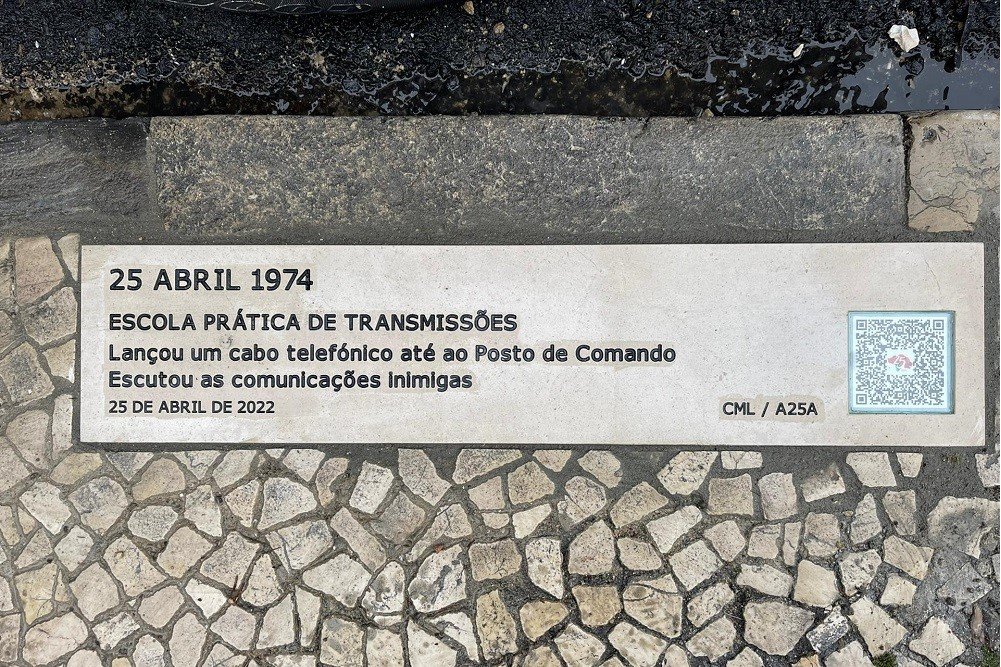 25 ABRIL 1974
ESCOLA PRÁTICA DE TRANSMISSÕES
Lançou um cabo telefónico até ao Posto de Comando
Escutou as comunicações inimigas
25 DE ABRIL DE 2022
CML / A25A